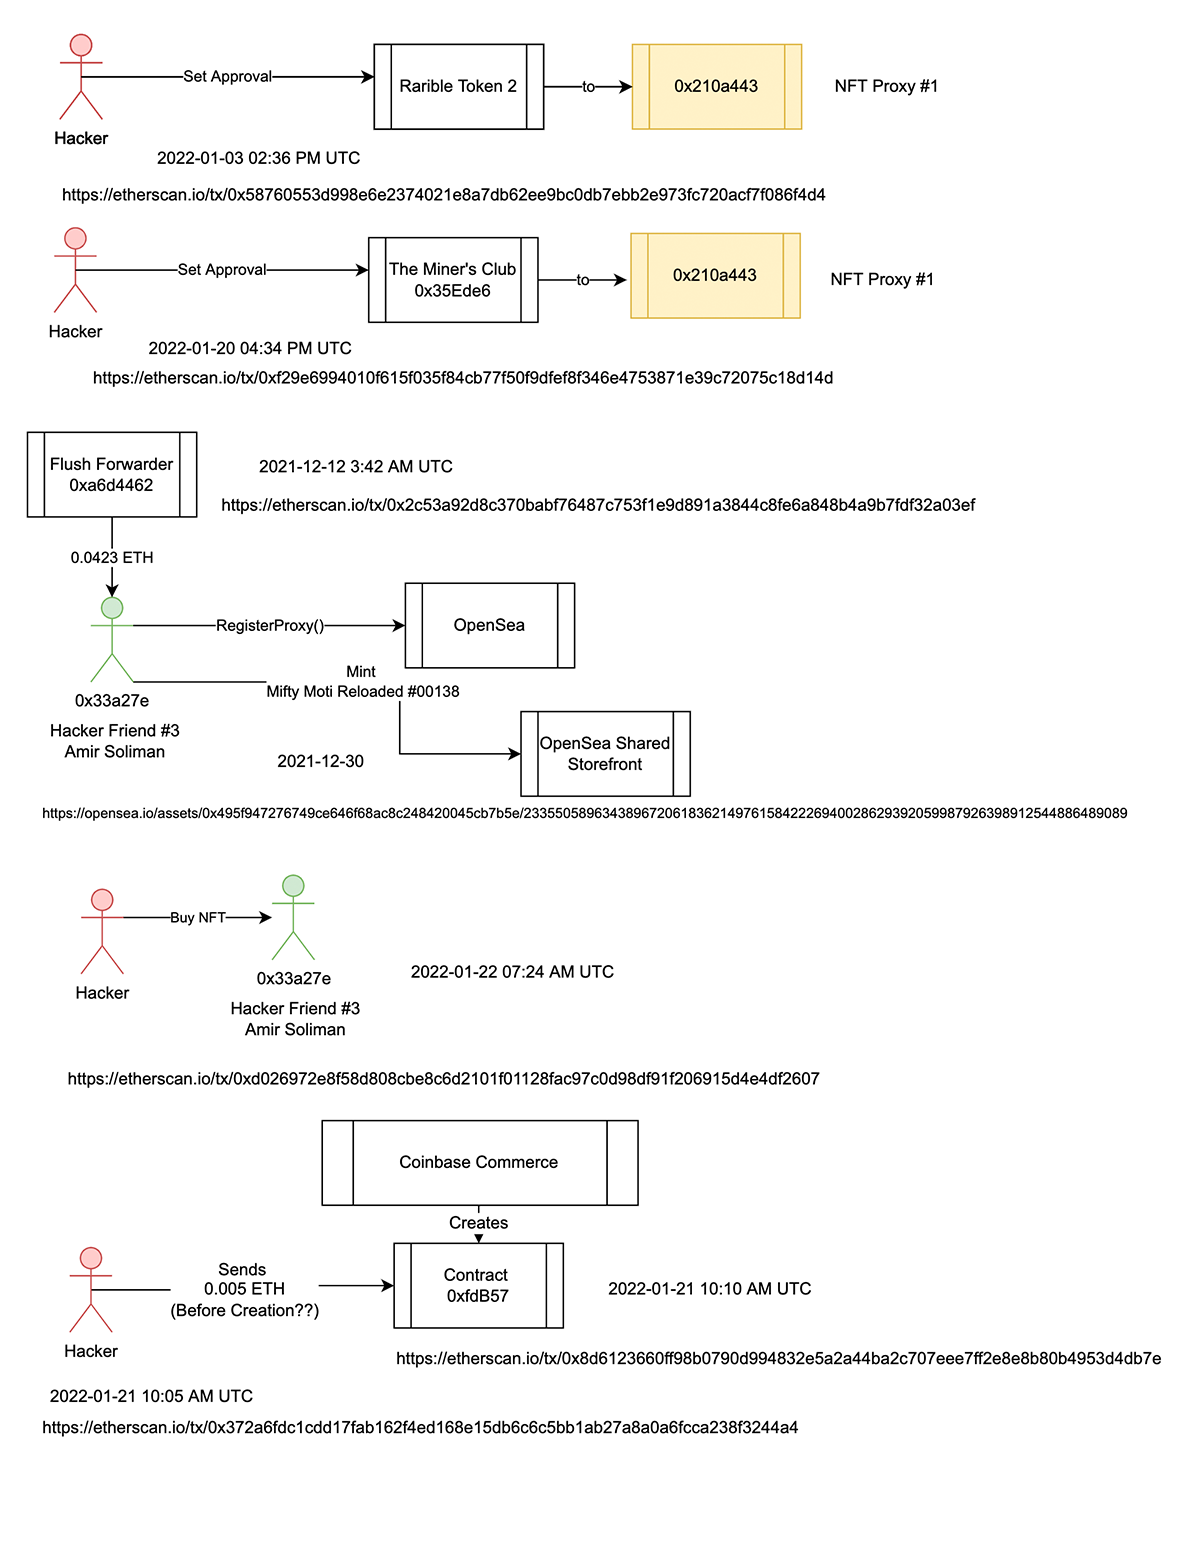 Set Approval
Rarible Token 2
to
0x210a443
NFT Proxy #1
Hacker
2022-01-03 02:36 PM UTC
https://etherscan.io/tx/0x58760553d998e6e2374021e8a7db62ee9bc0db7ebb2e973fc720acf7f086f4d4
Set Approval
The Miner's Club
0x35Ede6
to
0x210a443
NFT Proxy #1
Hacker
2022-01-20 04:34 PM UTC
https://etherscan.io/tx/0xf29e6994010f615f035f84cb77f50f9dfef8f346e4753871e39c72075c18d14d
Flush Forwarder
0xa6d4462
2021-12-12 3:42 AM UTC
https://etherscan.io/tx/0x2c53a92d8c370babf76487c753f1e9d891a3844c8fe6a848b4a9b7fdf32a03ef
0.0423 ETH
RegisterProxy()
OpenSea
Mint
Mifty Moti Reloaded #00138
0x33a27e
Hacker Friend #3
Amir Soliman
OpenSea Shared
Storefront
2021-12-30
https://opensea.io/assets/0x495f947276749ce646f68ac8c248420045cb7b5e/23355058963438967206183621497615842226940028629392059987926398912544886489089
Buy NFT
Hacker
0x33a27e
Hacker Friend #3
Amir Soliman
2022-01-22 07:24 AM UTC
https://etherscan.io/tx/0xd026972e8f58d808cbe8c6d2101f01128fac97c0d98df91f206915d4e4df2607
Coinbase Commerce
Creates
Sends
0.005 ETH
(Before Creation??)
Contract
0xfdB57
2022-01-21 10:10 AM UTC
Hacker
https://etherscan.io/tx/0x8d6123660ff98b0790d994832e5a2a44ba2c707eee7ff2e8e8b80b4953d4db7e
2022-01-21 10:05 AM UTC
https://etherscan.io/tx/0x372a6fdc1cdd17fab162f4ed168e15db6c6c5bb1ab27a8a0a6fcca238f3244a4